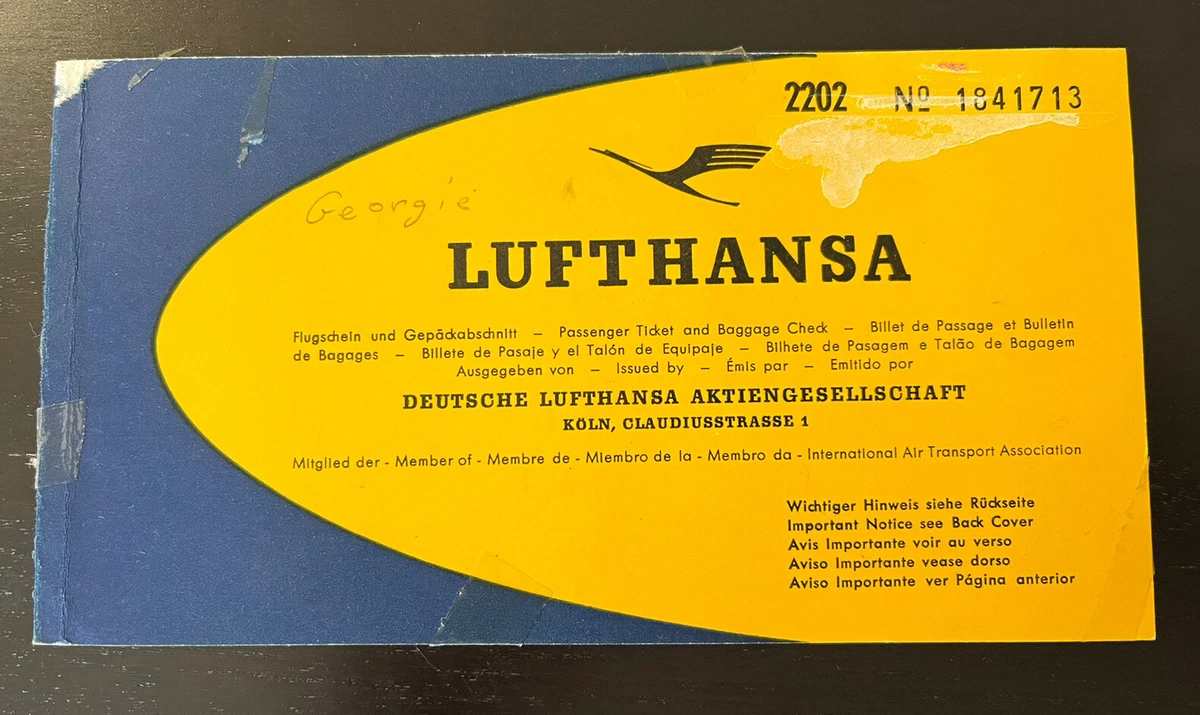 2202 Nº 1841713
Georgie
LUFTHANSA
Flugschein und Gepäckabschnitt — Passenger Ticket and Baggage Check — Billet de Passage et Bulletin
de Bagages — Billete de Pasaje y el Talón de Equipaje — Bilhete de Pasagem e Talão de Bagagem
Ausgegeben von — Issued by — Émis par — Emitido por
DEUTSCHE LUFTHANSA AKTIENGESELLSCHAFT
KÖLN, CLAUDIUSSTRASSE 1
Mitglied der - Member of - Membre de - Miembro de la - Membro da - International Air Transport Association
Wichtiger Hinweis siehe Rückseite
Important Notice see Back Cover
Avis Importante voir au verso
Aviso Importante vease dorso
Aviso Importante ver Página anterior